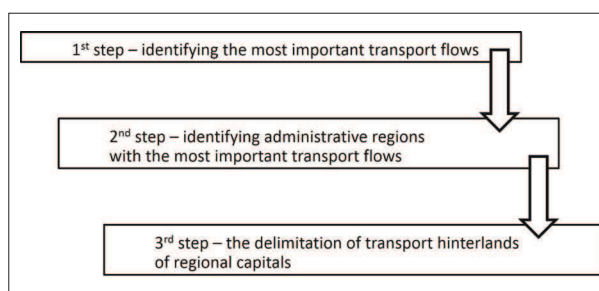 1st step – identifying the most important transport flows
2nd step – identifying administrative regions
with the most important transport flows
3rd step – the delimitation of transport hinterlands
of regional capitals